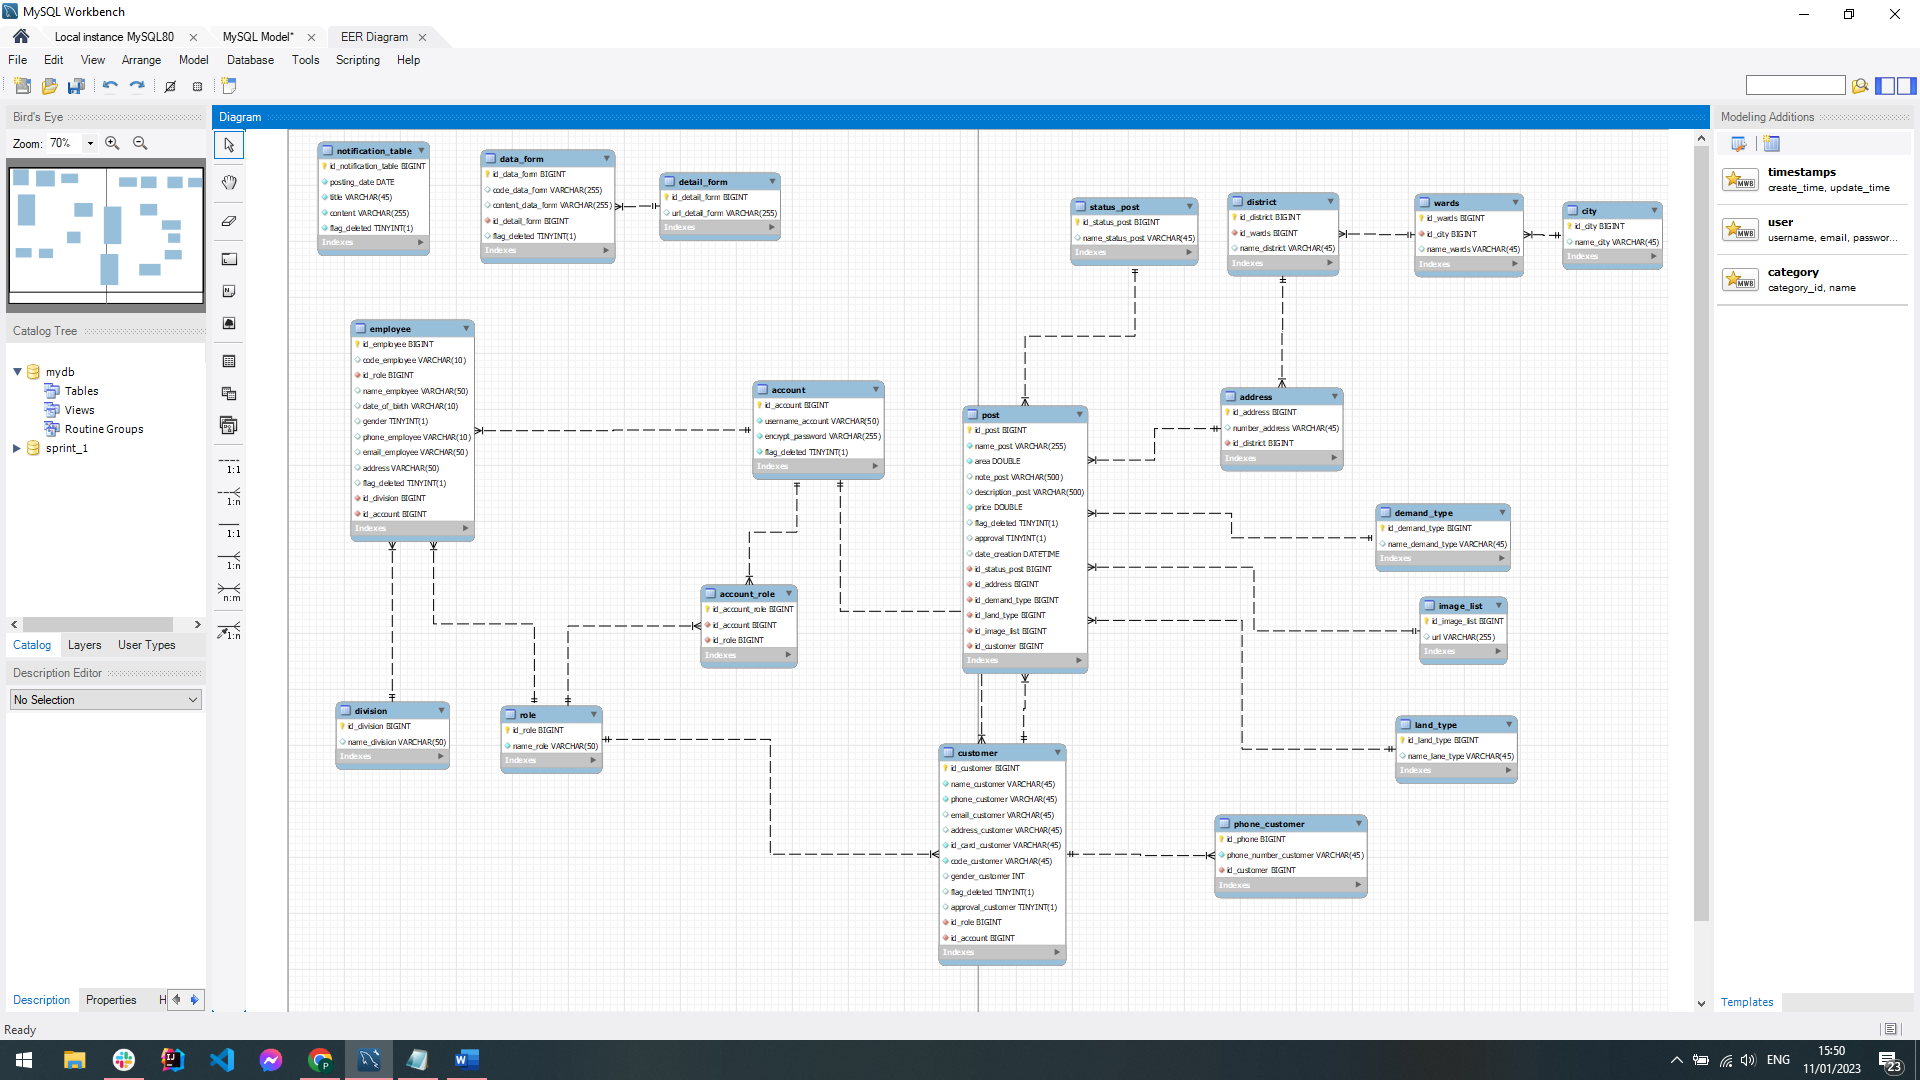 MySQL Workbench
Local instance MySQL80
MySQL Model*
EER Diagram
File Edit View Arrange Model Database Tools Scripting Help
Bird's Eye
Zoom: 70%
Catalog Tree
mydb
Tables
Views
Routine Groups
sprint_1
Catalog Layers User Types
Description Editor
No Selection
Description Properties H
Ready
Diagram
1:1
1:n
1:1
1:n
n:m
1:n
notification_table
id_notification_table BIGINT
posting_date DATE
title VARCHAR(45)
content VARCHAR(255)
flag_deleted TINYINT(1)
Indexes
data_form
id_data_form BIGINT
code_data_form VARCHAR(255)
content_data_form VARCHAR(255)
id_detail_form BIGINT
flag_deleted TINYINT(1)
Indexes
detail_form
id_detail_form BIGINT
url_detail_form VARCHAR(255)
Indexes
status_post
id_status_post BIGINT
name_status_post VARCHAR(45)
Indexes
district
id_district BIGINT
id_wards BIGINT
name_district VARCHAR(45)
Indexes
wards
id_wards BIGINT
id_city BIGINT
name_wards VARCHAR(45)
Indexes
city
id_city BIGINT
name_city VARCHAR(45)
Indexes
employee
id_employee BIGINT
code_employee VARCHAR(10)
id_role BIGINT
name_employee VARCHAR(50)
date_of_birth VARCHAR(10)
gender TINYINT(1)
phone_employee VARCHAR(10)
email_employee VARCHAR(50)
address VARCHAR(50)
flag_deleted TINYINT(1)
id_division BIGINT
id_account BIGINT
Indexes
account
id_account BIGINT
username_account VARCHAR(50)
encrypt_password VARCHAR(255)
flag_deleted TINYINT(1)
Indexes
post
id_post BIGINT
name_post VARCHAR(255)
area DOUBLE
note_post VARCHAR(500)
description_post VARCHAR(500)
price DOUBLE
flag_deleted TINYINT(1)
approval TINYINT(1)
date_creation DATETIME
id_status_post BIGINT
id_address BIGINT
id_demand_type BIGINT
id_land_type BIGINT
id_image_list BIGINT
id_customer BIGINT
Indexes
address
id_address BIGINT
number_address VARCHAR(45)
id_district BIGINT
Indexes
demand_type
id_demand_type BIGINT
name_demand_type VARCHAR(45)
Indexes
image_list
id_image_list BIGINT
url VARCHAR(255)
Indexes
account_role
id_account_role BIGINT
id_account BIGINT
id_role BIGINT
Indexes
division
id_division BIGINT
name_division VARCHAR(50)
Indexes
role
id_role BIGINT
name_role VARCHAR(50)
Indexes
land_type
id_land_type BIGINT
name_lane_type VARCHAR(45)
Indexes
customer
id_customer BIGINT
name_customer VARCHAR(45)
phone_customer VARCHAR(45)
email_customer VARCHAR(45)
address_customer VARCHAR(45)
id_card_customer VARCHAR(45)
code_customer VARCHAR(45)
gender_customer INT
flag_deleted TINYINT(1)
approval_customer TINYINT(1)
id_role BIGINT
id_account BIGINT
Indexes
phone_customer
id_phone BIGINT
phone_number_customer VARCHAR(45)
id_customer BIGINT
Indexes
Modeling Additions
MWB
timestamps
create_time, update_time
MWB
user
username, email, passwor...
MWB
category
category_id, name
Templates
ENG
15:50
11/01/2023
23